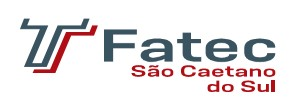 Fatec
São Caetano
do Sul